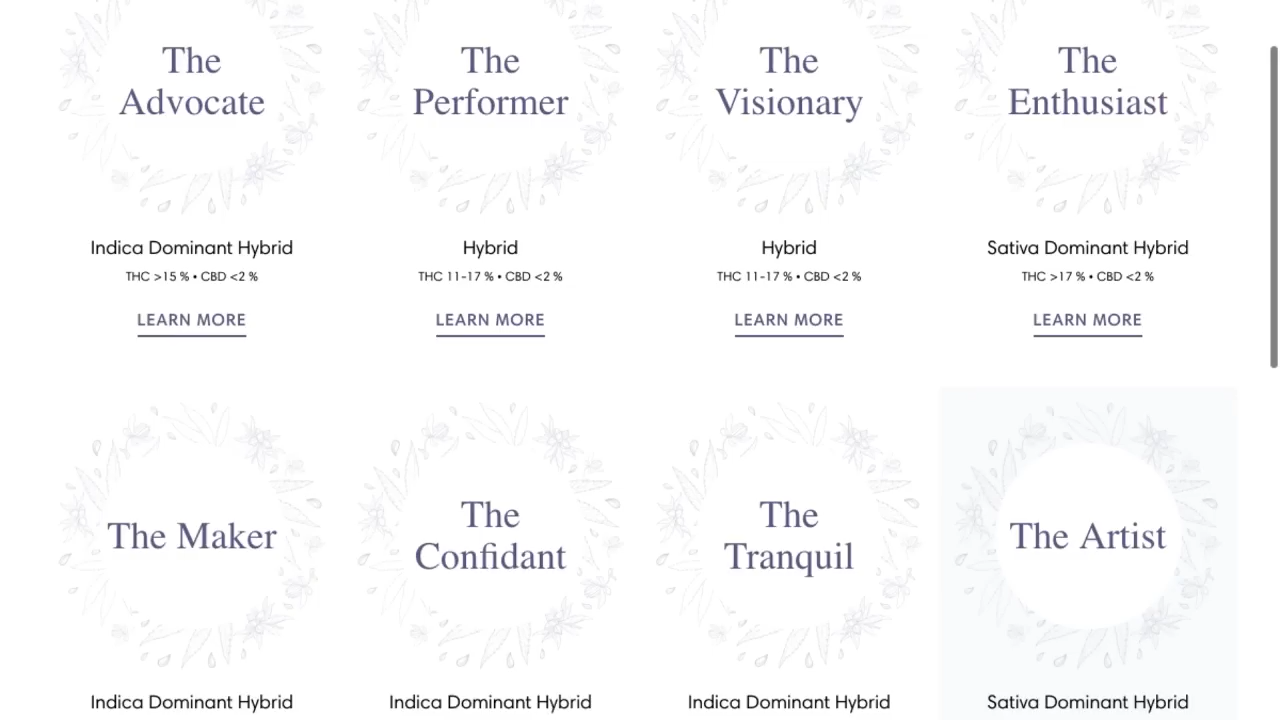 The
Advocate
The
Performer
The
Visionary
The
Enthusiast
Indica Dominant Hybrid
Hybrid
Hybrid
Sativa Dominant Hybrid
THC >15 % • CBD <2 %
THC 11-17 % • CBD <2 %
THC 11-17 % • CBD <2 %
THC >17 % • CBD <2 %
LEARN MORE
LEARN MORE
LEARN MORE
LEARN MORE
The Maker
The
Confidant
The
Tranquil
The Artist
Indica Dominant Hybrid
Indica Dominant Hybrid
Indica Dominant Hybrid
Sativa Dominant Hybrid